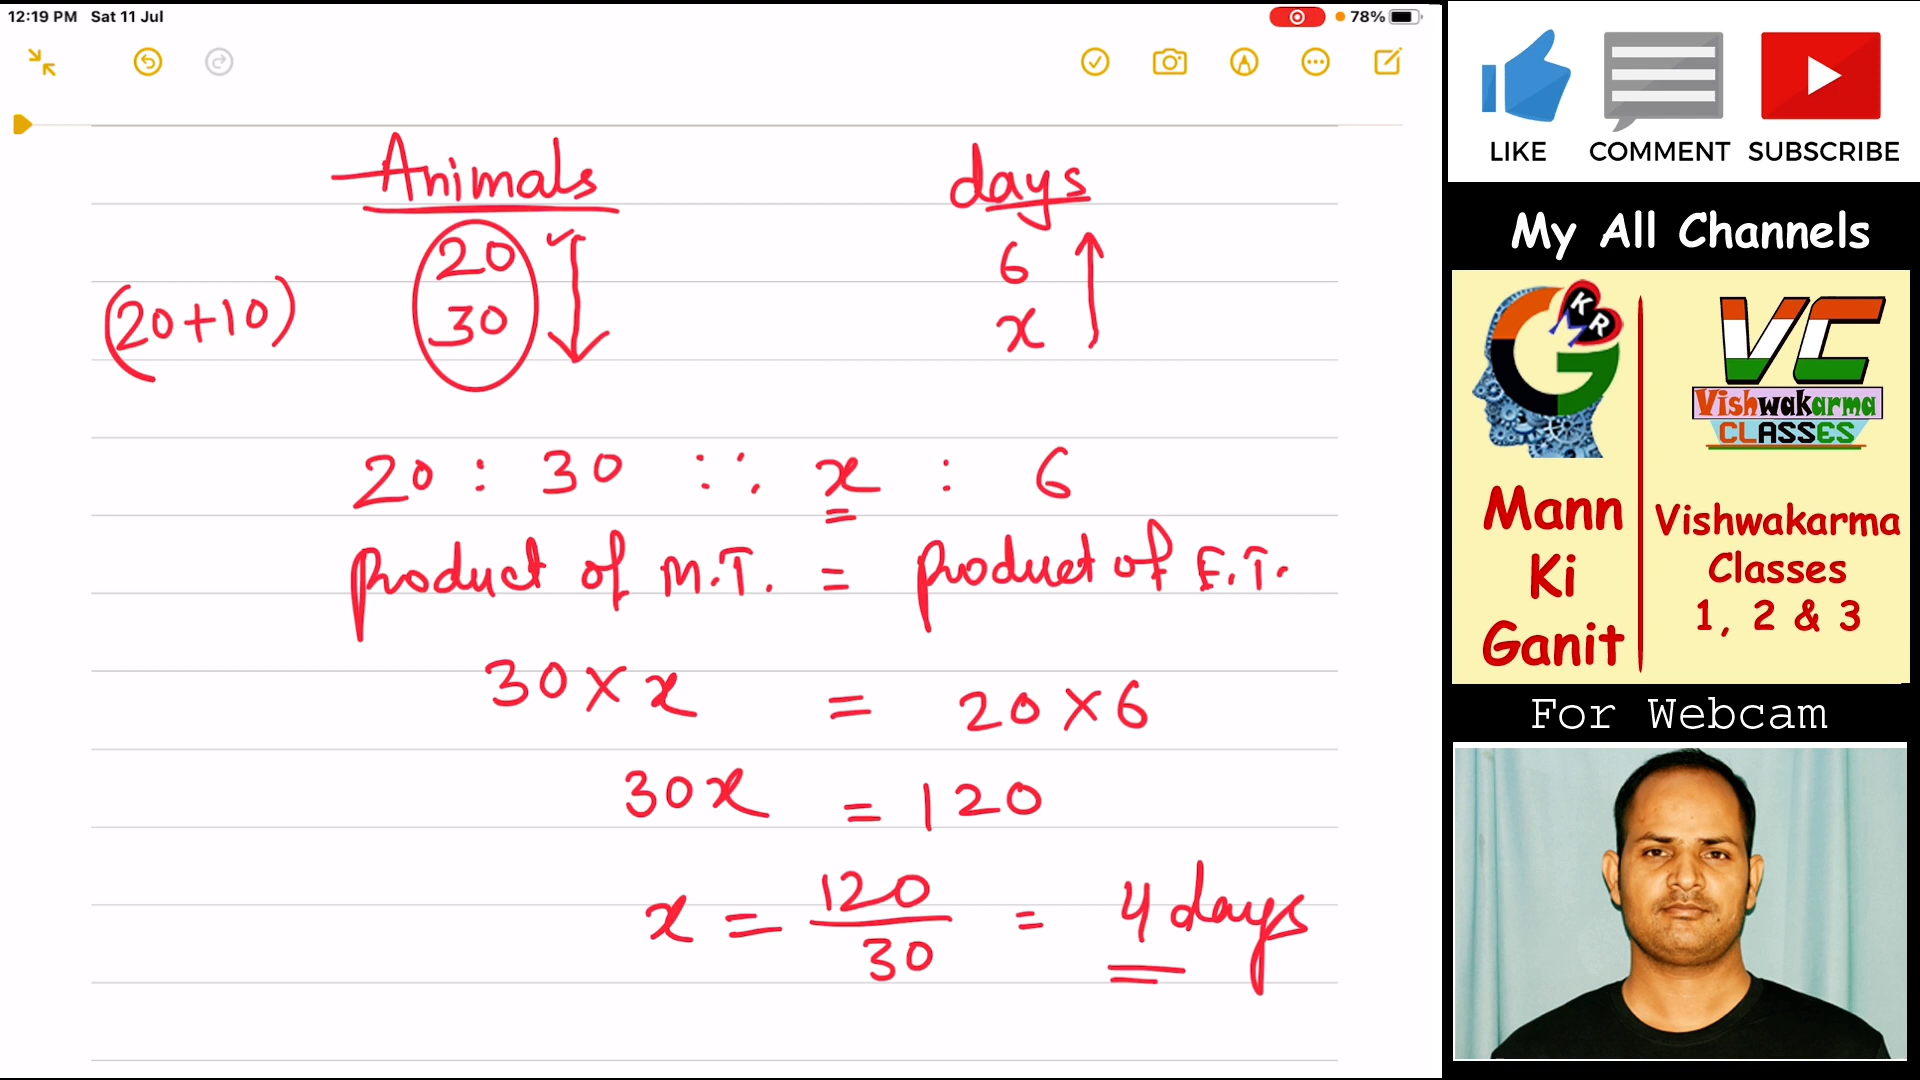 12:19 PM Sat 11 Jul
78%
Animals days
20 6
(20+10) 30 x
20 : 30 :: x : 6
product of M.T. = product of E.T.
30 × x = 20 × 6
30x = 120
x = 120/30 = 4 days
LIKE COMMENT SUBSCRIBE
My All Channels
KR
G
VC
Vishwakarma
CLASSES
Mann
Ki
Ganit
Vishwakarma
Classes
1, 2 & 3
For Webcam